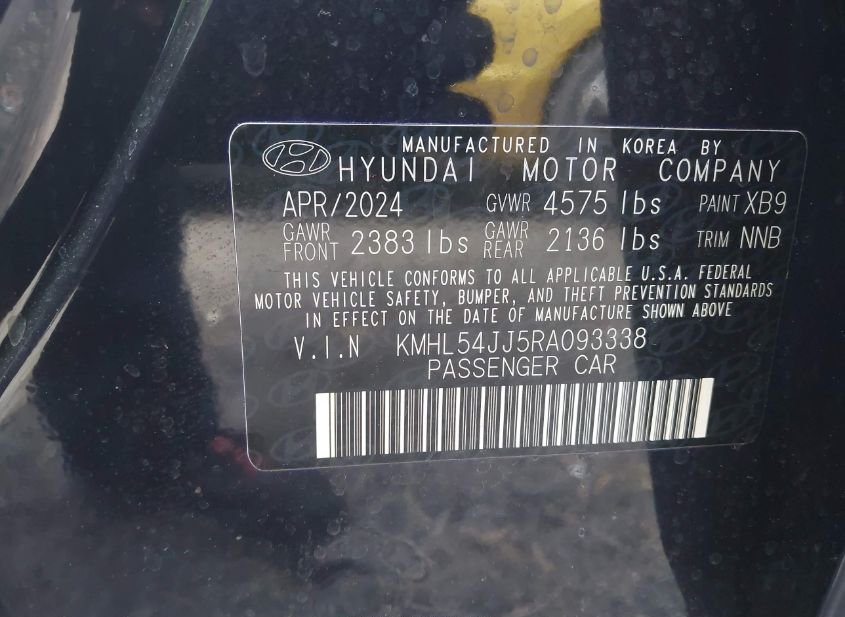 MANUFACTURED IN KOREA BY
HYUNDAI MOTOR COMPANY
APR/2024 GVWR 4575 lbs PAINT XB9
GAWR FRONT 2383 lbs GAWR REAR 2136 lbs TRIM NNB
THIS VEHICLE CONFORMS TO ALL APPLICABLE U.S.A. FEDERAL
MOTOR VEHICLE SAFETY, BUMPER, AND THEFT PREVENTION STANDARDS
IN EFFECT ON THE DATE OF MANUFACTURE SHOWN ABOVE
V.I.N KMHL54JJ5RA093338
PASSENGER CAR